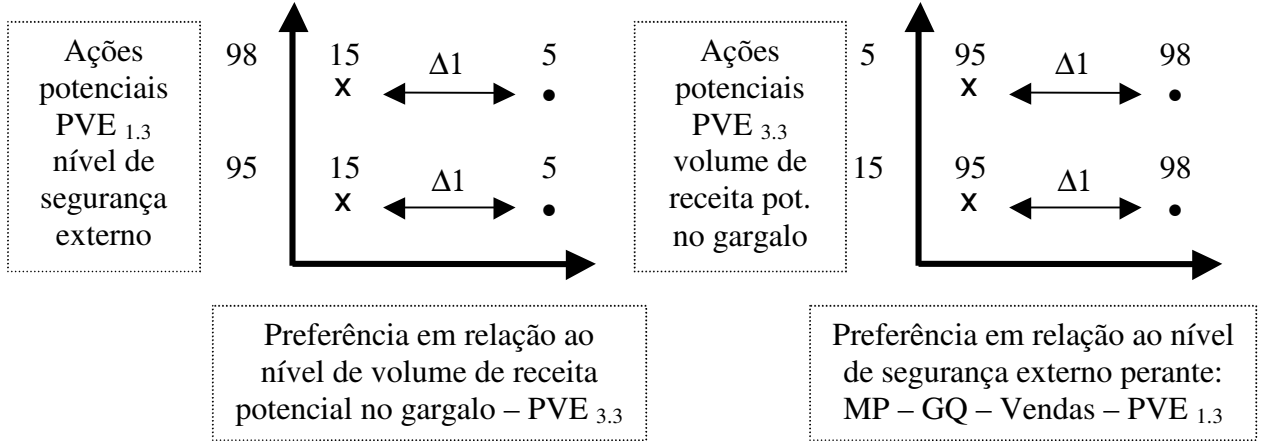 Ações
potenciais
PVE 1.3
nível de
segurança
externo
98
15
Δ1
5
x
•
95
15
Δ1
5
x
•
Preferência em relação ao
nível de volume de receita
potencial no gargalo – PVE 3.3
Ações
potenciais
PVE 3.3
volume de
receita pot.
no gargalo
5
95
Δ1
98
x
•
15
95
Δ1
98
x
•
Preferência em relação ao nível
de segurança externo perante:
MP – GQ – Vendas – PVE 1.3